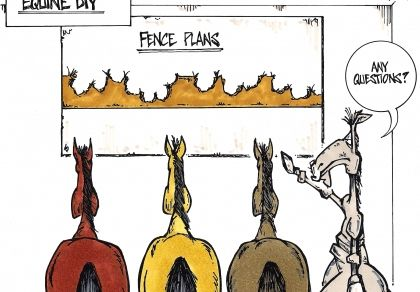 EQUINE DIY
FENCE PLANS
ANY
QUESTIONS?